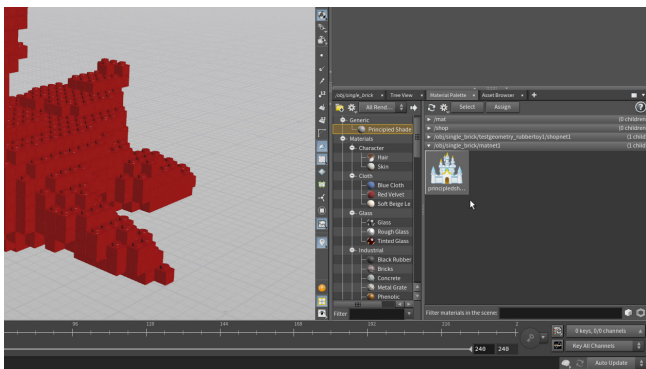 /obj/single_brick
Tree View
Material Palette
Asset Browser
All Rend...
Select
Assign
Generic
Principled Shade
Materials
Character
Hair
Skin
Cloth
Blue Cloth
Red Velvet
Soft Beige Le
Glass
Glass
Rough Glass
Tinted Glass
Industrial
Black Rubber
Bricks
Concrete
Metal Grate
Phenolic
Filter
/mat (0 children
/shop (0 children
/obj/single_brick/testgeometry_rubbertoy1/shopnet1 (1 child
/obj/single_brick/matnet1 (1 child
principledsh...
Filter materials in the scene:
96 120 144 168 192 216 2
240 240
0 keys, 0/0 channels
Key All Channels
Auto Update